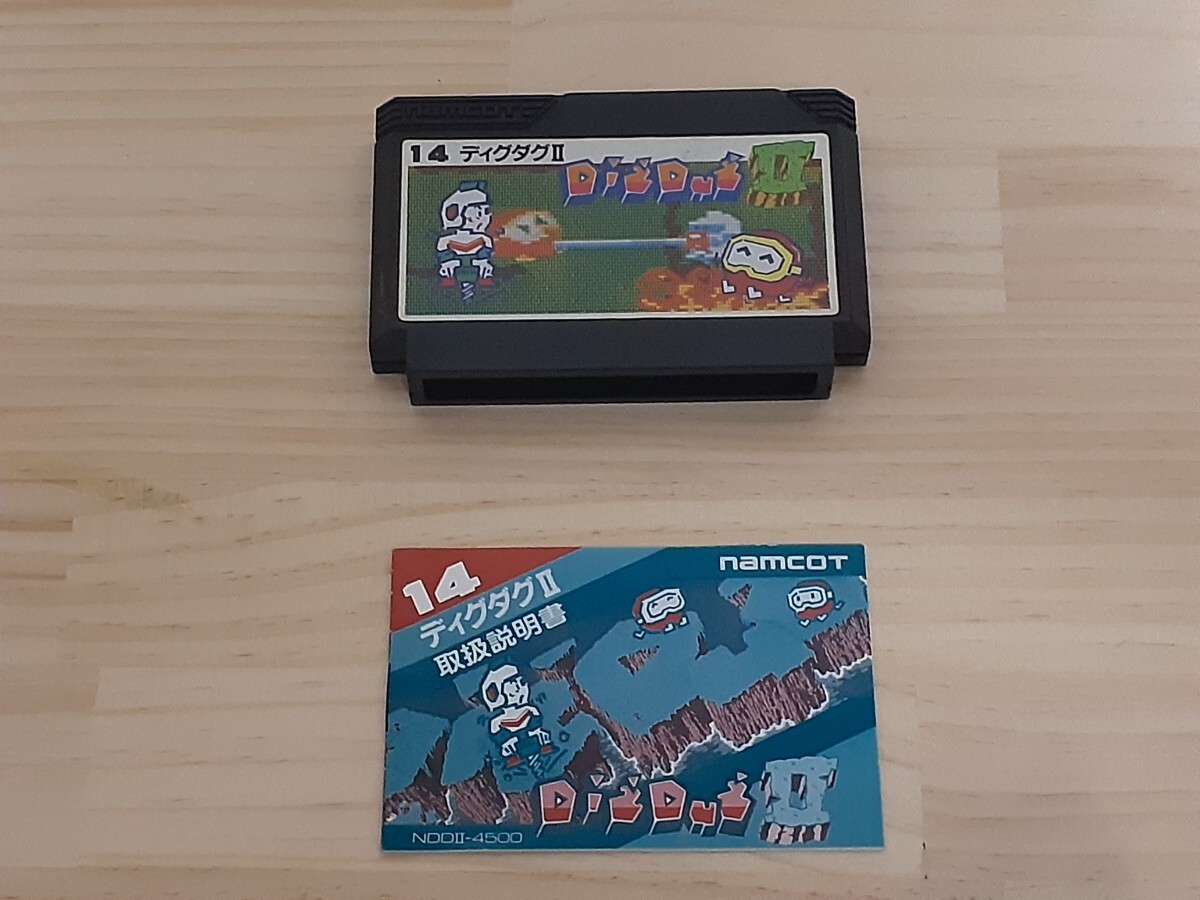 namcot
14 ディグダグⅡ
DIGDUG II
namcot
14
ディグダグⅡ
取扱説明書
DIGDUG II
NDDⅡ-4500